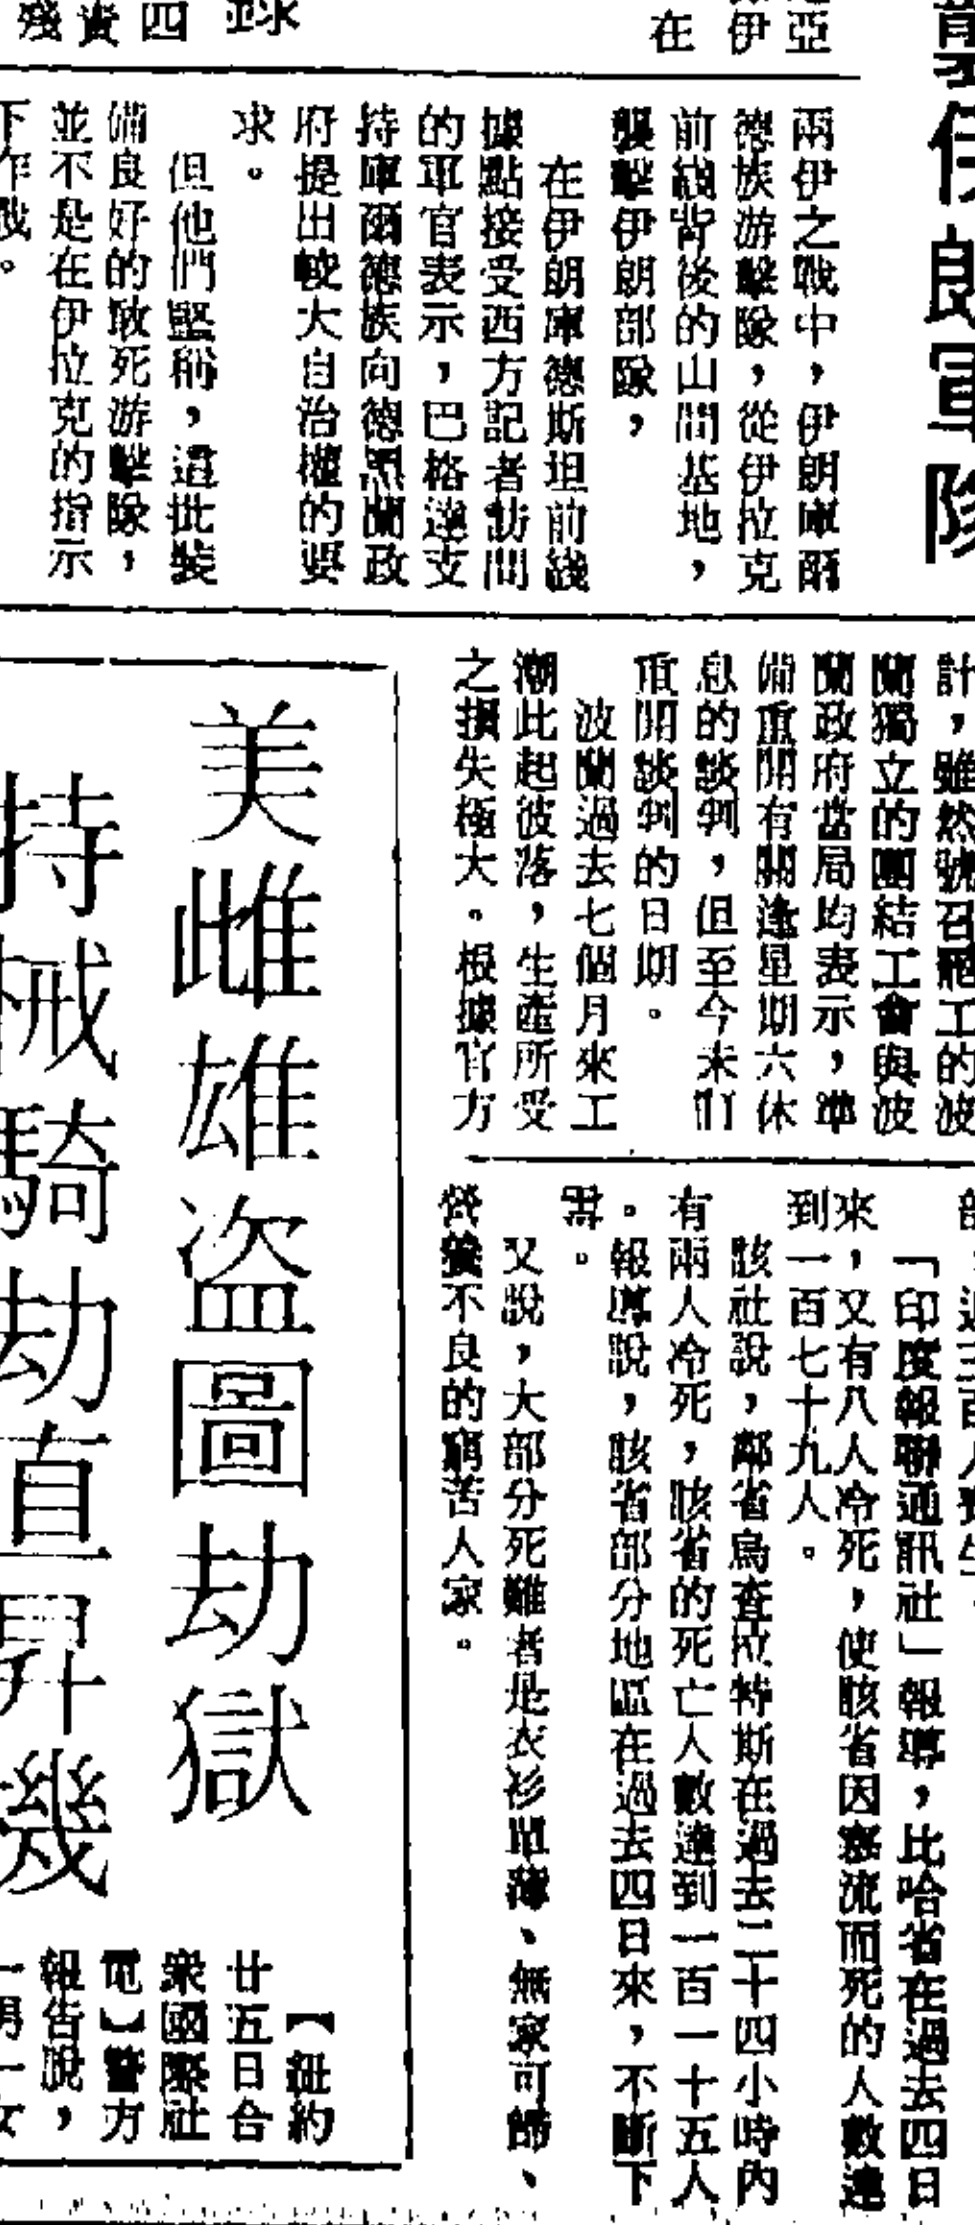 亞
伊
在
錄
四
責
殘
伊朗軍隊
兩伊之戰中，伊朗庫爾
德族游擊隊，從伊拉克
前綫背後的山間基地，
襲擊伊朗部隊，
在伊朗庫德斯坦前綫
據點接受西方記者訪問
的軍官表示，巴格達支
持庫爾德族向德黑蘭政
府提出較大自治權的要
求。
但他們堅稱，這批裝
備良好的敢死游擊隊，
並不是在伊拉克的指示
下作戰。
計，雖然號召罷工的波
蘭獨立的團結工會與波
蘭政府當局均表示，準
備重開有關逢星期六休
息的談判，但至今未們
重開談判的日期。
波蘭過去七個月來工
潮此起彼落，生產所受
之損失極大。根據官方
「印度報聯通訊社」報導，比哈省在過去四日
來，又有八人冷死，使該省因寒流而死的人數達
到一百七十九人。
該社說，鄰省烏查拉特斯在過去二十四小時內
有兩人冷死，該省的死亡人數達到一百一十五人
。報導說，該省部分地區在過去四日來，不斷下
雹。
又說，大部分死難者是衣衫單薄、無家可歸、
營養不良的窮苦人家。
美雌雄盜圖劫獄
持械騎劫直昇機
【紐約
廿五日合
衆國際社
電】警方
報告說，
一男一女